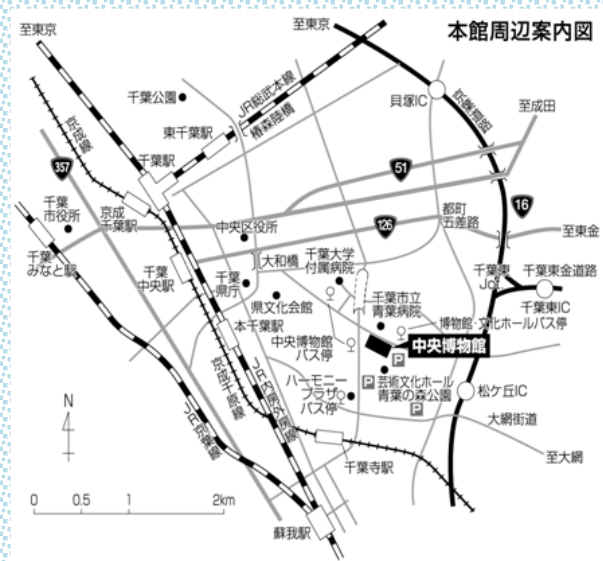 本館周辺案内図
至東京
至東京
千葉公園
JR総武本線
椿森陸橋
貝塚IC
京葉道路
至成田
東千葉駅
京成線
千葉駅
357
51
16
126
千葉
市役所
京成
千葉駅
中央区役所
都町
五差路
至東金
千葉
みなと駅
千葉
中央駅
大和橋
千葉大学
付属病院
千葉
県庁
県文化会館
千葉市立
青葉病院
千葉東
Jct
千葉東金道路
千葉東IC
博物館・文化ホールバス停
本千葉駅
中央博物館
バス停
中央博物館
P
京成千原線
JR内房外房線
ハーモニー
プラザ
バス停
P
芸術文化ホール
青葉の森公園
P
松ケ丘IC
大網街道
JR京葉線
N
千葉寺駅
至大網
0 0.5 1 2km
蘇我駅